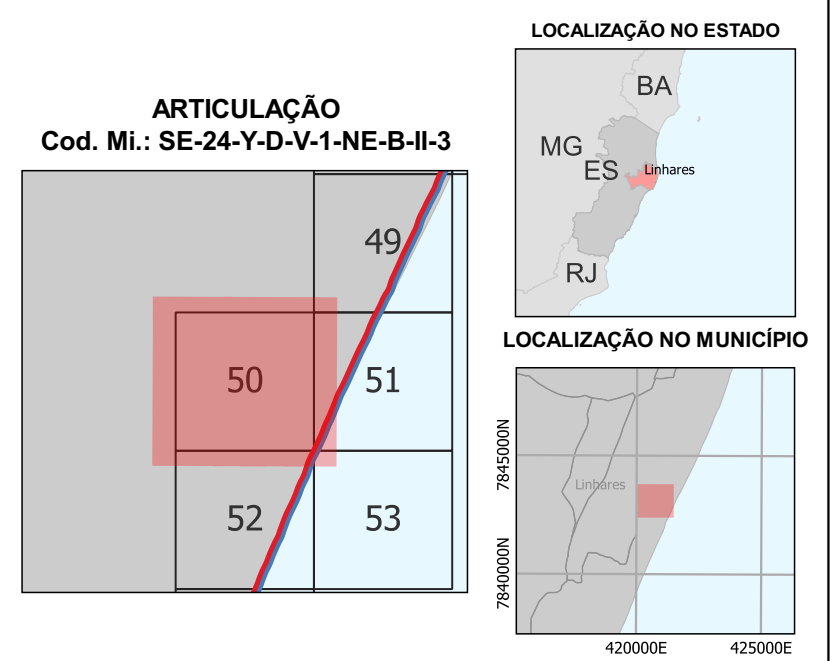 ARTICULAÇÃO
Cod. Mi.: SE-24-Y-D-V-1-NE-B-II-3
49
50
51
52
53
LOCALIZAÇÃO NO ESTADO
BA
MG
ES
Linhares
RJ
LOCALIZAÇÃO NO MUNICÍPIO
7845000N
Linhares
7840000N
420000E
425000E